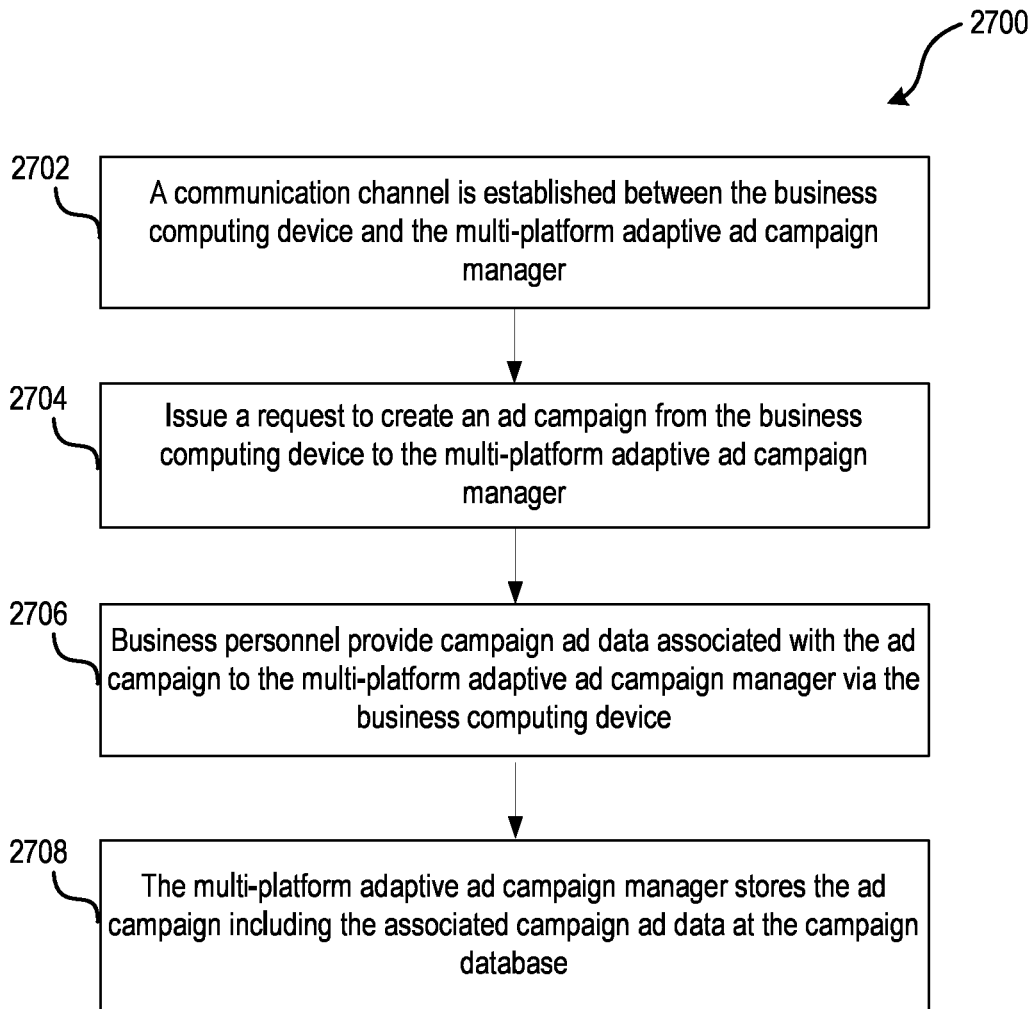 2700
2702
A communication channel is established between the business
computing device and the multi-platform adaptive ad campaign
manager
2704
Issue a request to create an ad campaign from the business
computing device to the multi-platform adaptive ad campaign
manager
2706
Business personnel provide campaign ad data associated with the ad
campaign to the multi-platform adaptive ad campaign manager via the
business computing device
2708
The multi-platform adaptive ad campaign manager stores the ad
campaign including the associated campaign ad data at the campaign
database